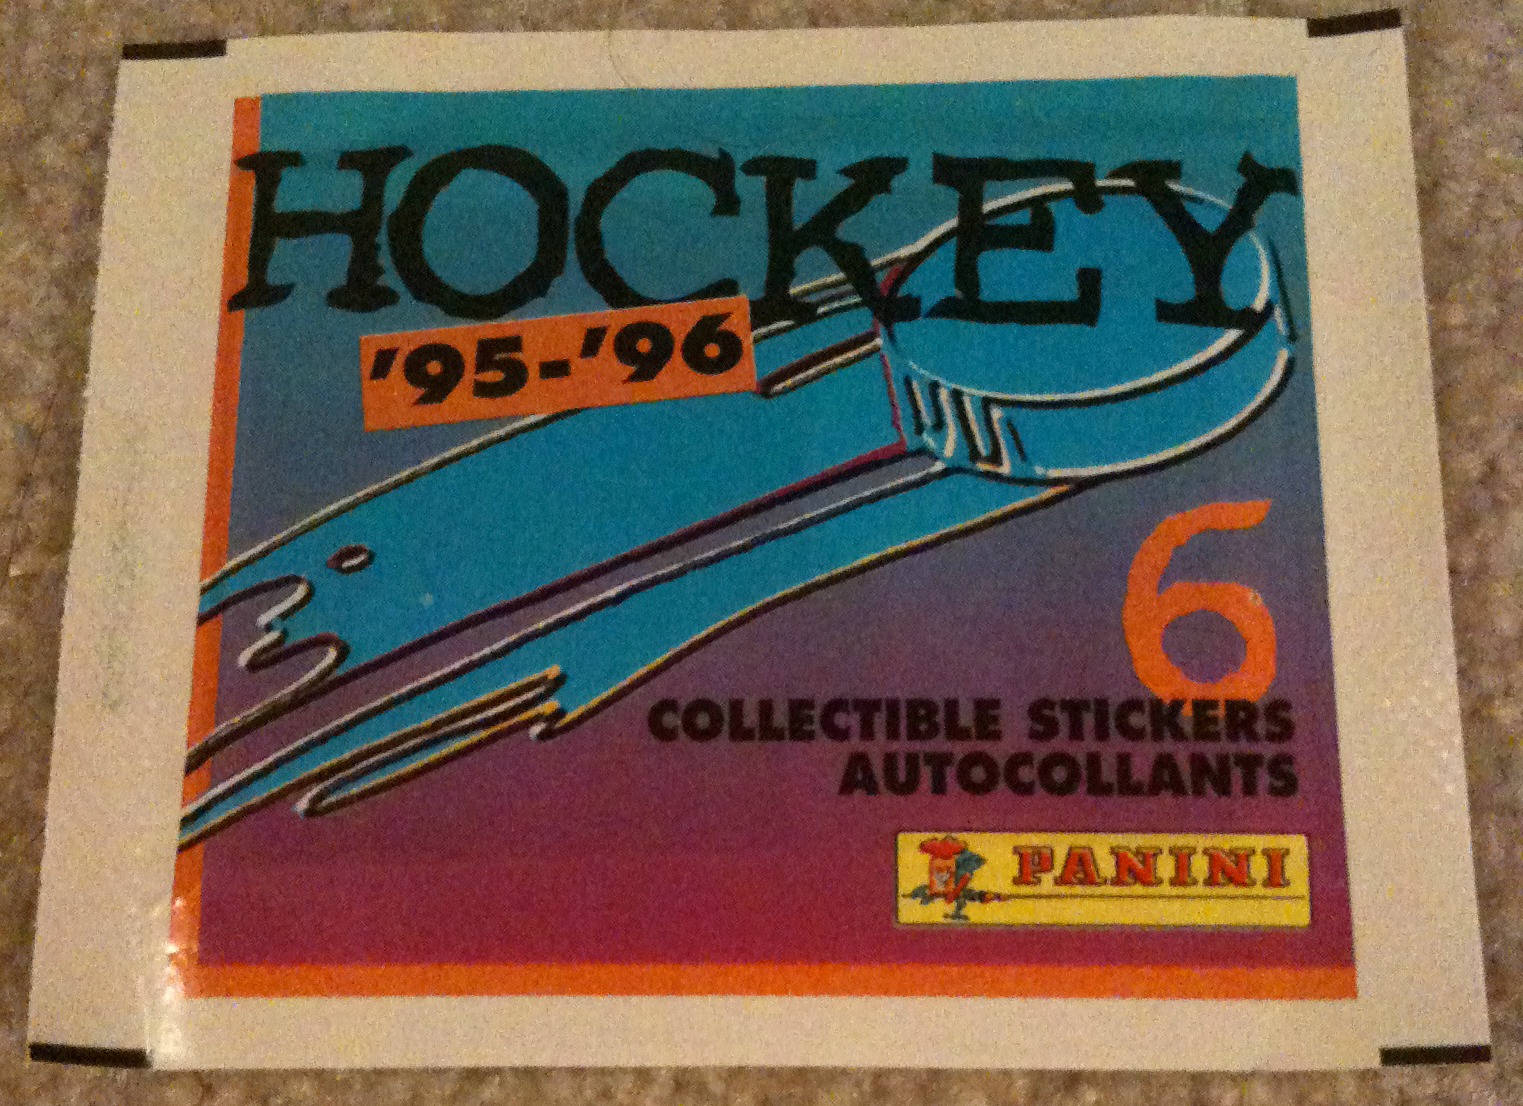 HOCKEY
'95-'96
6
COLLECTIBLE STICKERS
AUTOCOLLANTS
PANINI